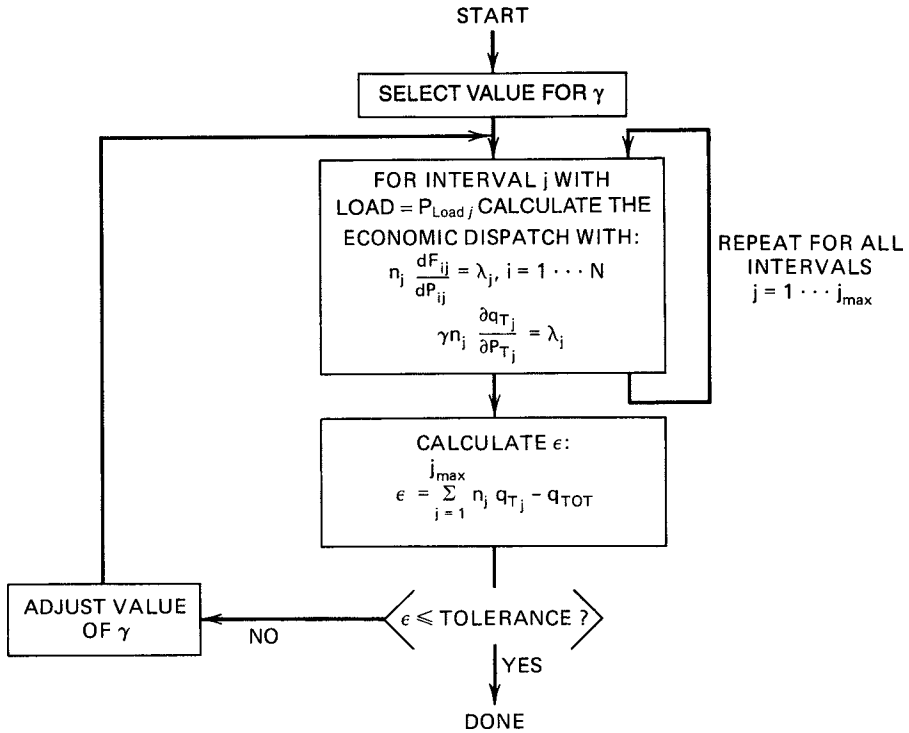 START
SELECT VALUE FOR γ
FOR INTERVAL j WITH
LOAD = P_Load j CALCULATE THE
ECONOMIC DISPATCH WITH:
n_j dF_ij/dP_ij = λ_j, i = 1 · · · N
γn_j ∂q_Tj/∂P_Tj = λ_j
REPEAT FOR ALL
INTERVALS
j = 1 · · · j_max
CALCULATE ϵ:
ϵ = Σ_{j = 1}^{j_max} n_j q_Tj – q_TOT
ϵ ⩽ TOLERANCE ?
NO
ADJUST VALUE
OF γ
YES
DONE